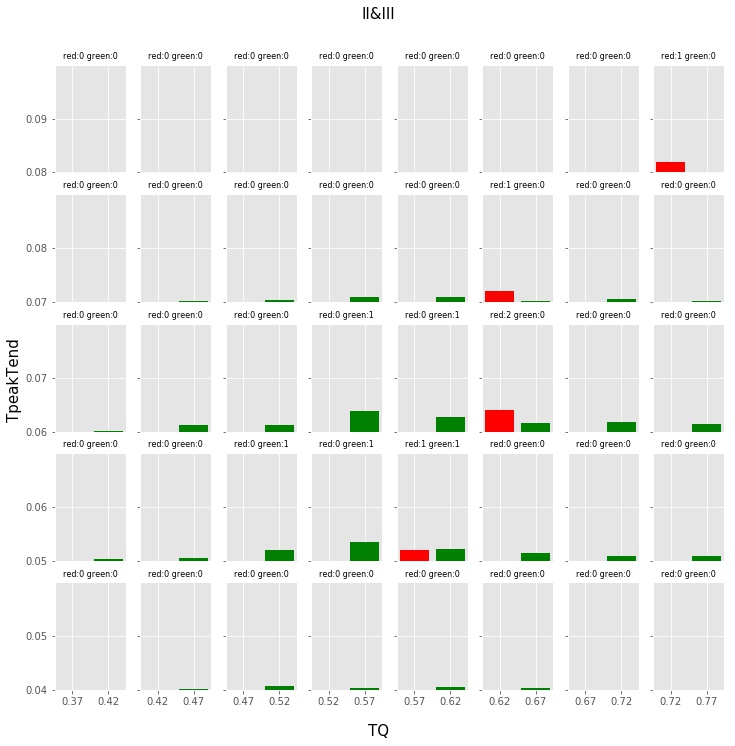 II&III
red:0 green:0 red:0 green:0 red:0 green:0 red:0 green:0 red:0 green:0 red:0 green:0 red:0 green:0 red:1 green:0
0.09
0.08
red:0 green:0 red:0 green:0 red:0 green:0 red:0 green:0 red:0 green:0 red:1 green:0 red:0 green:0 red:0 green:0
0.08
0.07
red:0 green:0 red:0 green:0 red:0 green:0 red:0 green:1 red:0 green:1 red:2 green:0 red:0 green:0 red:0 green:0
0.07
TpeakTend
0.06
red:0 green:0 red:0 green:0 red:0 green:1 red:0 green:1 red:1 green:1 red:0 green:0 red:0 green:0 red:0 green:0
0.06
0.05
red:0 green:0 red:0 green:0 red:0 green:0 red:0 green:0 red:0 green:0 red:0 green:0 red:0 green:0 red:0 green:0
0.05
0.04
0.37 0.42 0.42 0.47 0.47 0.52 0.52 0.57 0.57 0.62 0.62 0.67 0.67 0.72 0.72 0.77
TQ